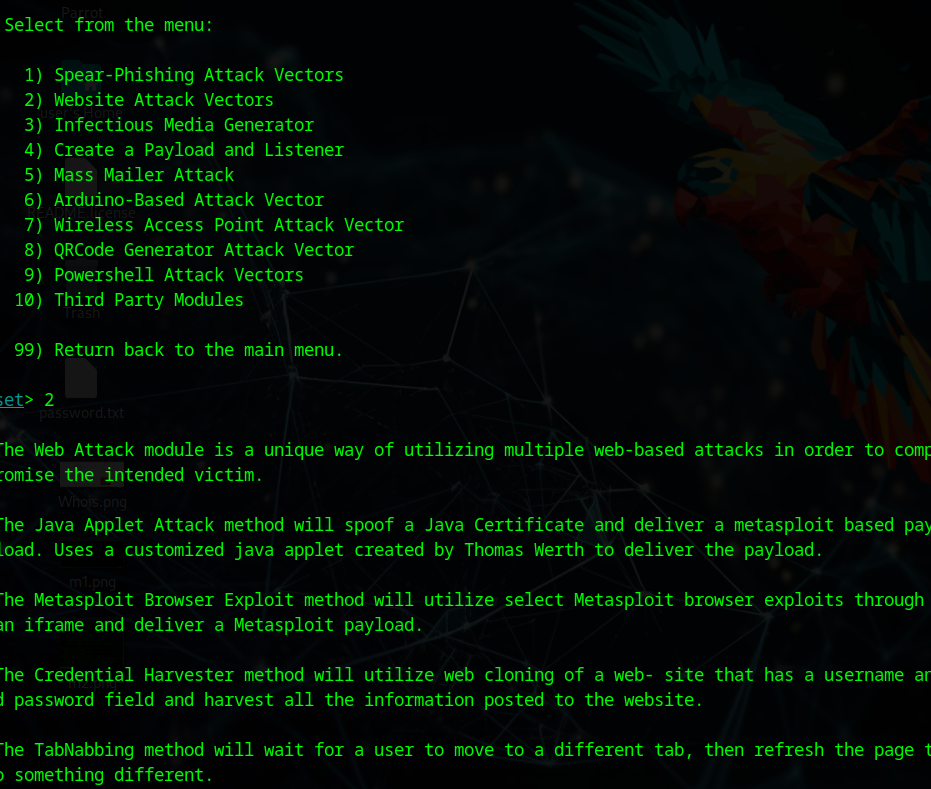 Parrot
Select from the menu:
1) Spear-Phishing Attack Vectors
2) Website Attack Vectors
3) Infectious Media Generator
4) Create a Payload and Listener
5) Mass Mailer Attack
6) Arduino-Based Attack Vector
7) Wireless Access Point Attack Vector
8) QRCode Generator Attack Vector
9) Powershell Attack Vectors
10) Third Party Modules
Trash
99) Return back to the main menu.
set> 2
password.txt
The Web Attack module is a unique way of utilizing multiple web-based attacks in order to comp
romise the intended victim.
Whois.png
The Java Applet Attack method will spoof a Java Certificate and deliver a metasploit based pay
load. Uses a customized java applet created by Thomas Werth to deliver the payload.
m1.png
The Metasploit Browser Exploit method will utilize select Metasploit browser exploits through
an iframe and deliver a Metasploit payload.
The Credential Harvester method will utilize web cloning of a web- site that has a username an
d password field and harvest all the information posted to the website.
The TabNabbing method will wait for a user to move to a different tab, then refresh the page t
o something different.